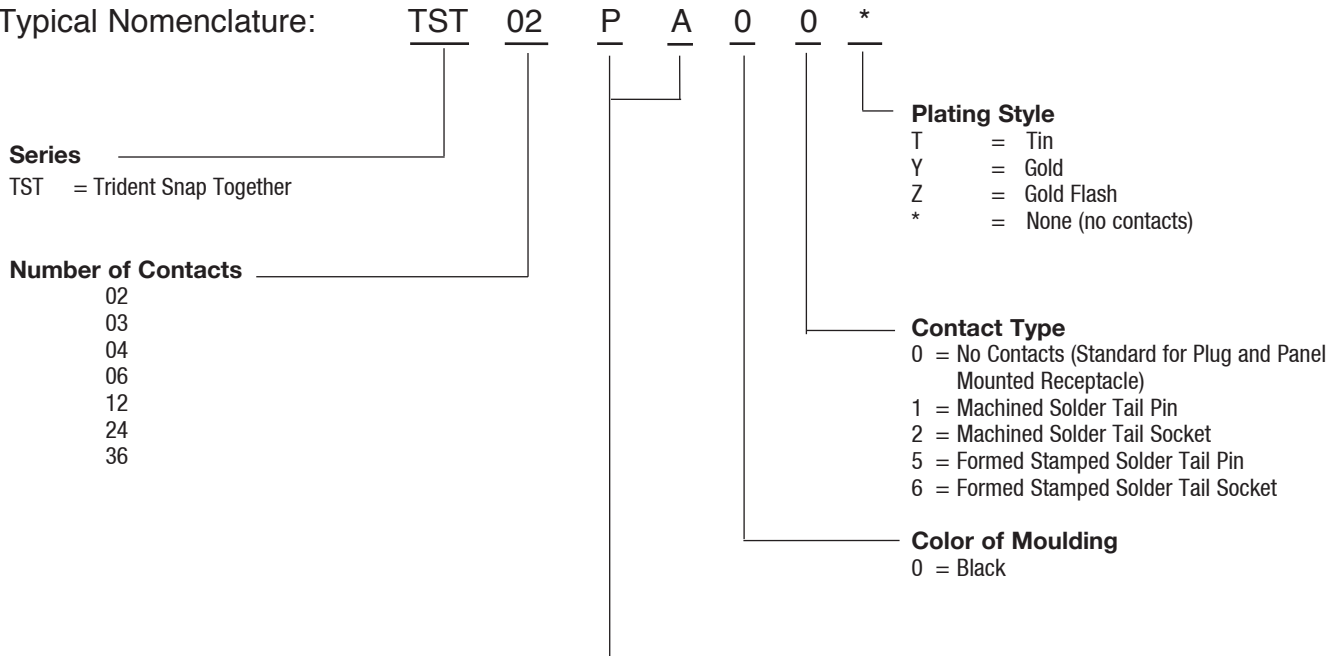 Typical Nomenclature: TST 02 P A 0 0 *
Series
TST = Trident Snap Together
Number of Contacts
02
03
04
06
12
24
36
Plating Style
T = Tin
Y = Gold
Z = Gold Flash
* = None (no contacts)
Contact Type
0 = No Contacts (Standard for Plug and Panel
Mounted Receptacle)
1 = Machined Solder Tail Pin
2 = Machined Solder Tail Socket
5 = Formed Stamped Solder Tail Pin
6 = Formed Stamped Solder Tail Socket
Color of Moulding
0 = Black